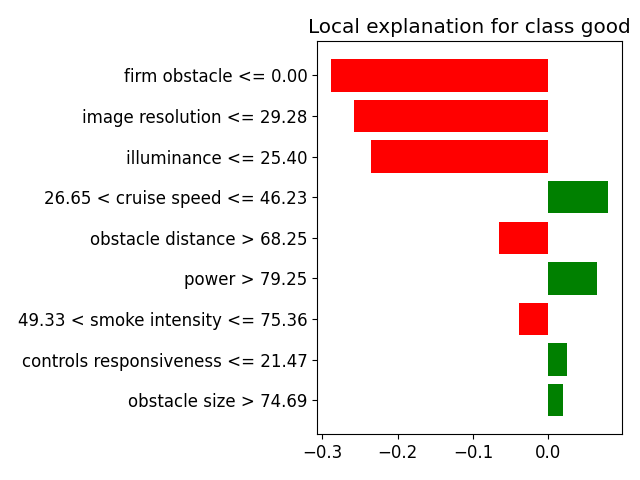 Local explanation for class good
firm obstacle <= 0.00
image resolution <= 29.28
illuminance <= 25.40
26.65 < cruise speed <= 46.23
obstacle distance > 68.25
power > 79.25
49.33 < smoke intensity <= 75.36
controls responsiveness <= 21.47
obstacle size > 74.69
−0.3 −0.2 −0.1 0.0